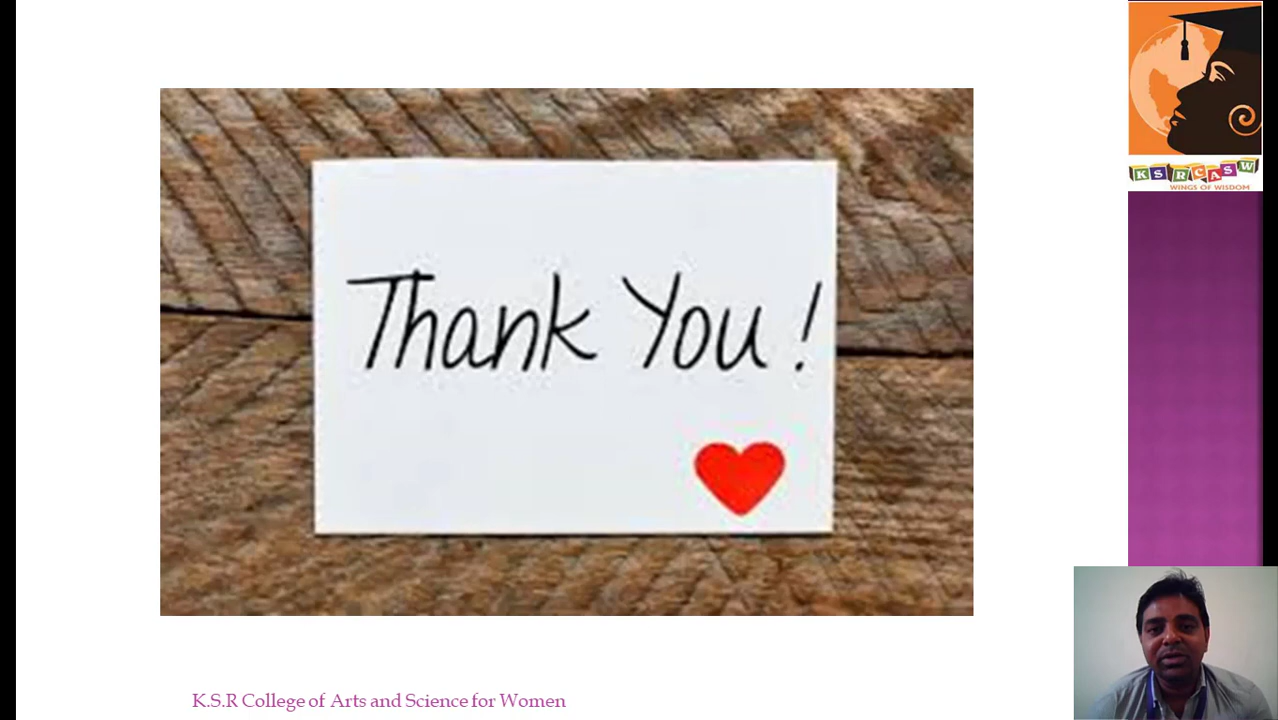 KSRCASW
WINGS OF WISDOM
Thank You!
K.S.R College of Arts and Science for Women